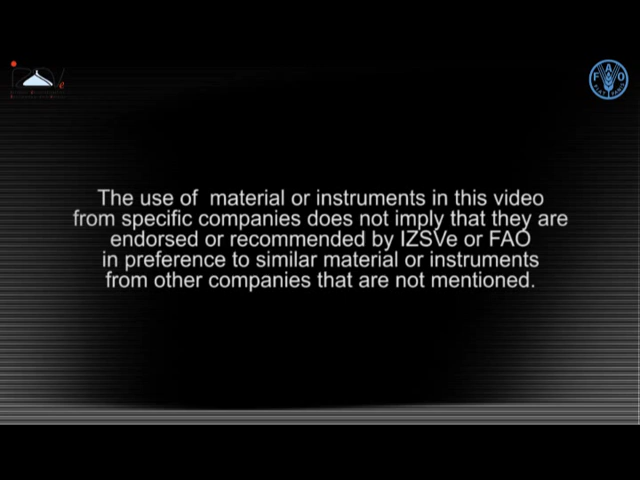 The use of  material or instruments in this video
from specific companies does not imply that they are
endorsed or recommended by IZSVe or FAO
in preference to similar material or instruments
from other companies that are not mentioned.
F A O